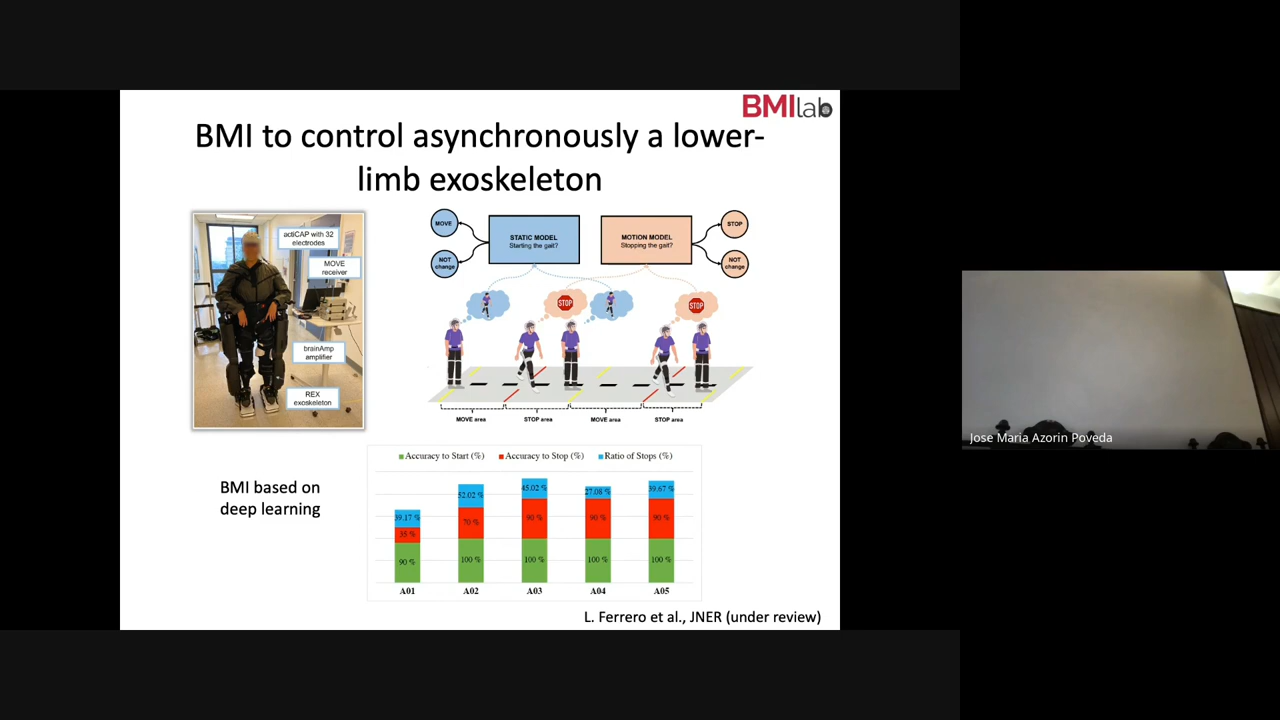 BMIlab
BMI to control asynchronously a lower-
limb exoskeleton
actiCAP with 32
electrodes
MOVE
receiver
brainAmp
amplifier
REX
exoskeleton
MOVE
NOT
change
STATIC MODEL
Starting the gait?
MOTION MODEL
Stopping the gait?
STOP
NOT
change
STOP
STOP
MOVE area
STOP area
MOVE area
STOP area
BMI based on
deep learning
Accuracy to Start (%)
Accuracy to Stop (%)
Ratio of Stops (%)
39.17 %
35 %
90 %
A01
52.02 %
70 %
100 %
A02
45.02 %
90 %
100 %
A03
27.08 %
90 %
100 %
A04
39.67 %
90 %
100 %
A05
L. Ferrero et al., JNER (under review)
Jose Maria Azorin Poveda